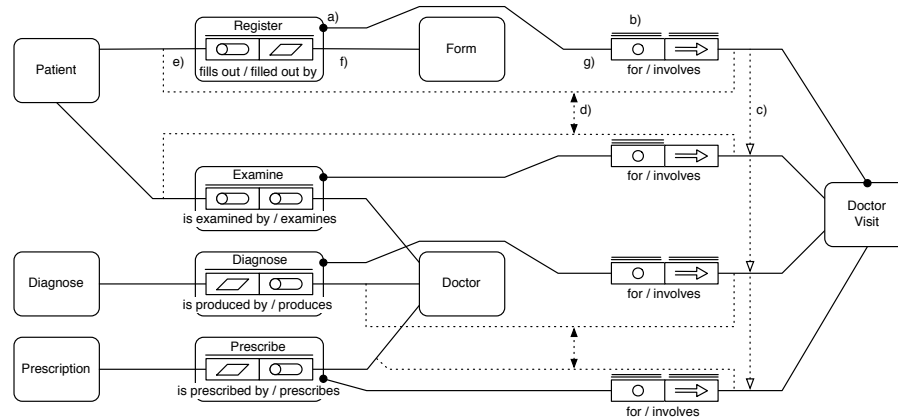 Register
a)
b)
Patient
Form
e)
f)
g)
fills out / filled out by
for / involves
d)
c)
Examine
for / involves
is examined by / examines
Doctor
Visit
Diagnose
Diagnose
Doctor
is produced by / produces
for / involves
Prescribe
Prescription
is prescribed by / prescribes
for / involves